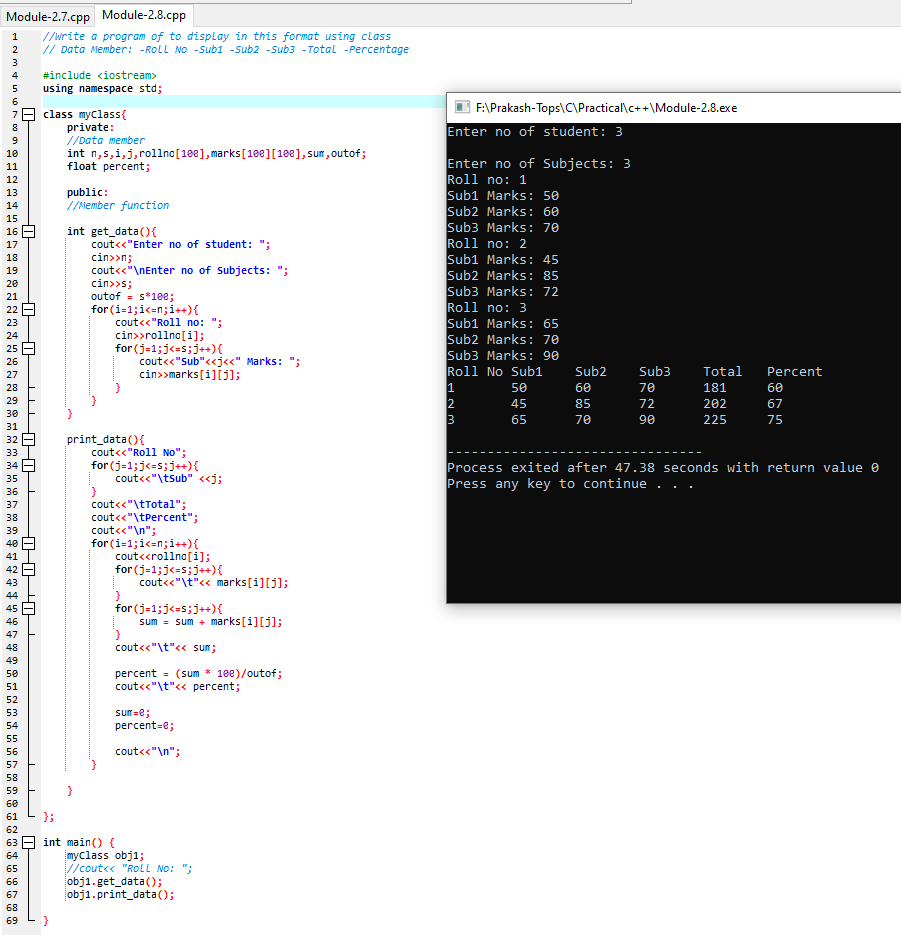 Module-2.7.cpp Module-2.8.cpp
1 //Write a program of to display in this format using class
2 // Data Member: -Roll No -Sub1 -Sub2 -Sub3 -Total -Percentage
3
4 #include <iostream>
5 using namespace std;
6
7 class myClass{
8 private:
9 //Data member
10 int n,s,i,j,rollno[100],marks[100][100],sum,outof;
11 float percent;
12
13 public:
14 //Member function
15
16 int get_data(){
17 cout<<"Enter no of student: ";
18 cin>>n;
19 cout<<"\nEnter no of Subjects: ";
20 cin>>s;
21 outof = s*100;
22 for(i=1;i<=n;i++){
23 cout<<"Roll no: ";
24 cin>>rollno[i];
25 for(j=1;j<=s;j++){
26 cout<<"Sub"<<j<<" Marks: ";
27 cin>>marks[i][j];
28 }
29 }
30 }
31
32 print_data(){
33 cout<<"Roll No";
34 for(j=1;j<=s;j++){
35 cout<<"\tSub" <<j;
36 }
37 cout<<"\tTotal";
38 cout<<"\tPercent";
39 cout<<"\n";
40 for(i=1;i<=n;i++){
41 cout<<rollno[i];
42 for(j=1;j<=s;j++){
43 cout<<"\t"<< marks[i][j];
44 }
45 for(j=1;j<=s;j++){
46 sum = sum + marks[i][j];
47 }
48 cout<<"\t"<< sum;
49
50 percent = (sum * 100)/outof;
51 cout<<"\t"<< percent;
52
53 sum=0;
54 percent=0;
55
56 cout<<"\n";
57 }
58
59 }
60
61 };
62
63 int main() {
64 myClass obj1;
65 //cout<< "Roll No: ";
66 obj1.get_data();
67 obj1.print_data();
68
69 }
F:\Prakash-Tops\C\Practical\c++\Module-2.8.exe
Enter no of student: 3

Enter no of Subjects: 3
Roll no: 1
Sub1 Marks: 50
Sub2 Marks: 60
Sub3 Marks: 70
Roll no: 2
Sub1 Marks: 45
Sub2 Marks: 85
Sub3 Marks: 72
Roll no: 3
Sub1 Marks: 65
Sub2 Marks: 70
Sub3 Marks: 90
Roll No Sub1 Sub2 Sub3 Total Percent
1 50 60 70 181 60
2 45 85 72 202 67
3 65 70 90 225 75

--------------------------------
Process exited after 47.38 seconds with return value 0
Press any key to continue . . .